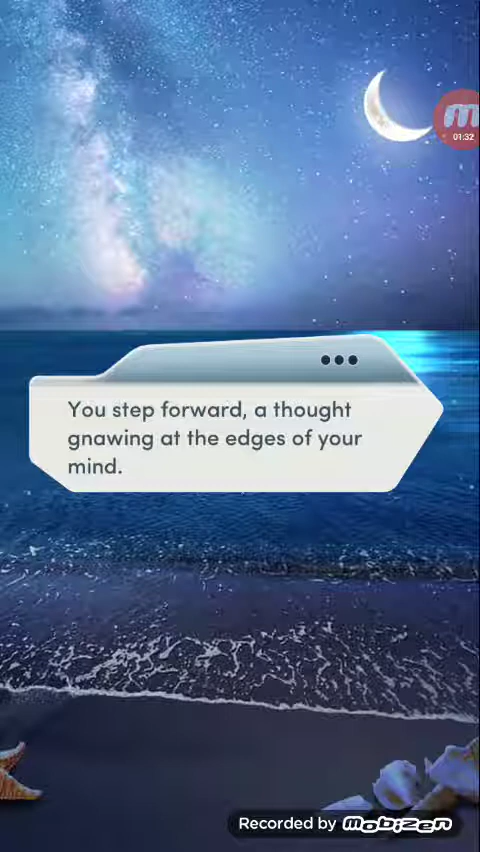 m
01:32
You step forward, a thought
gnawing at the edges of your
mind.
Recorded by mobizen